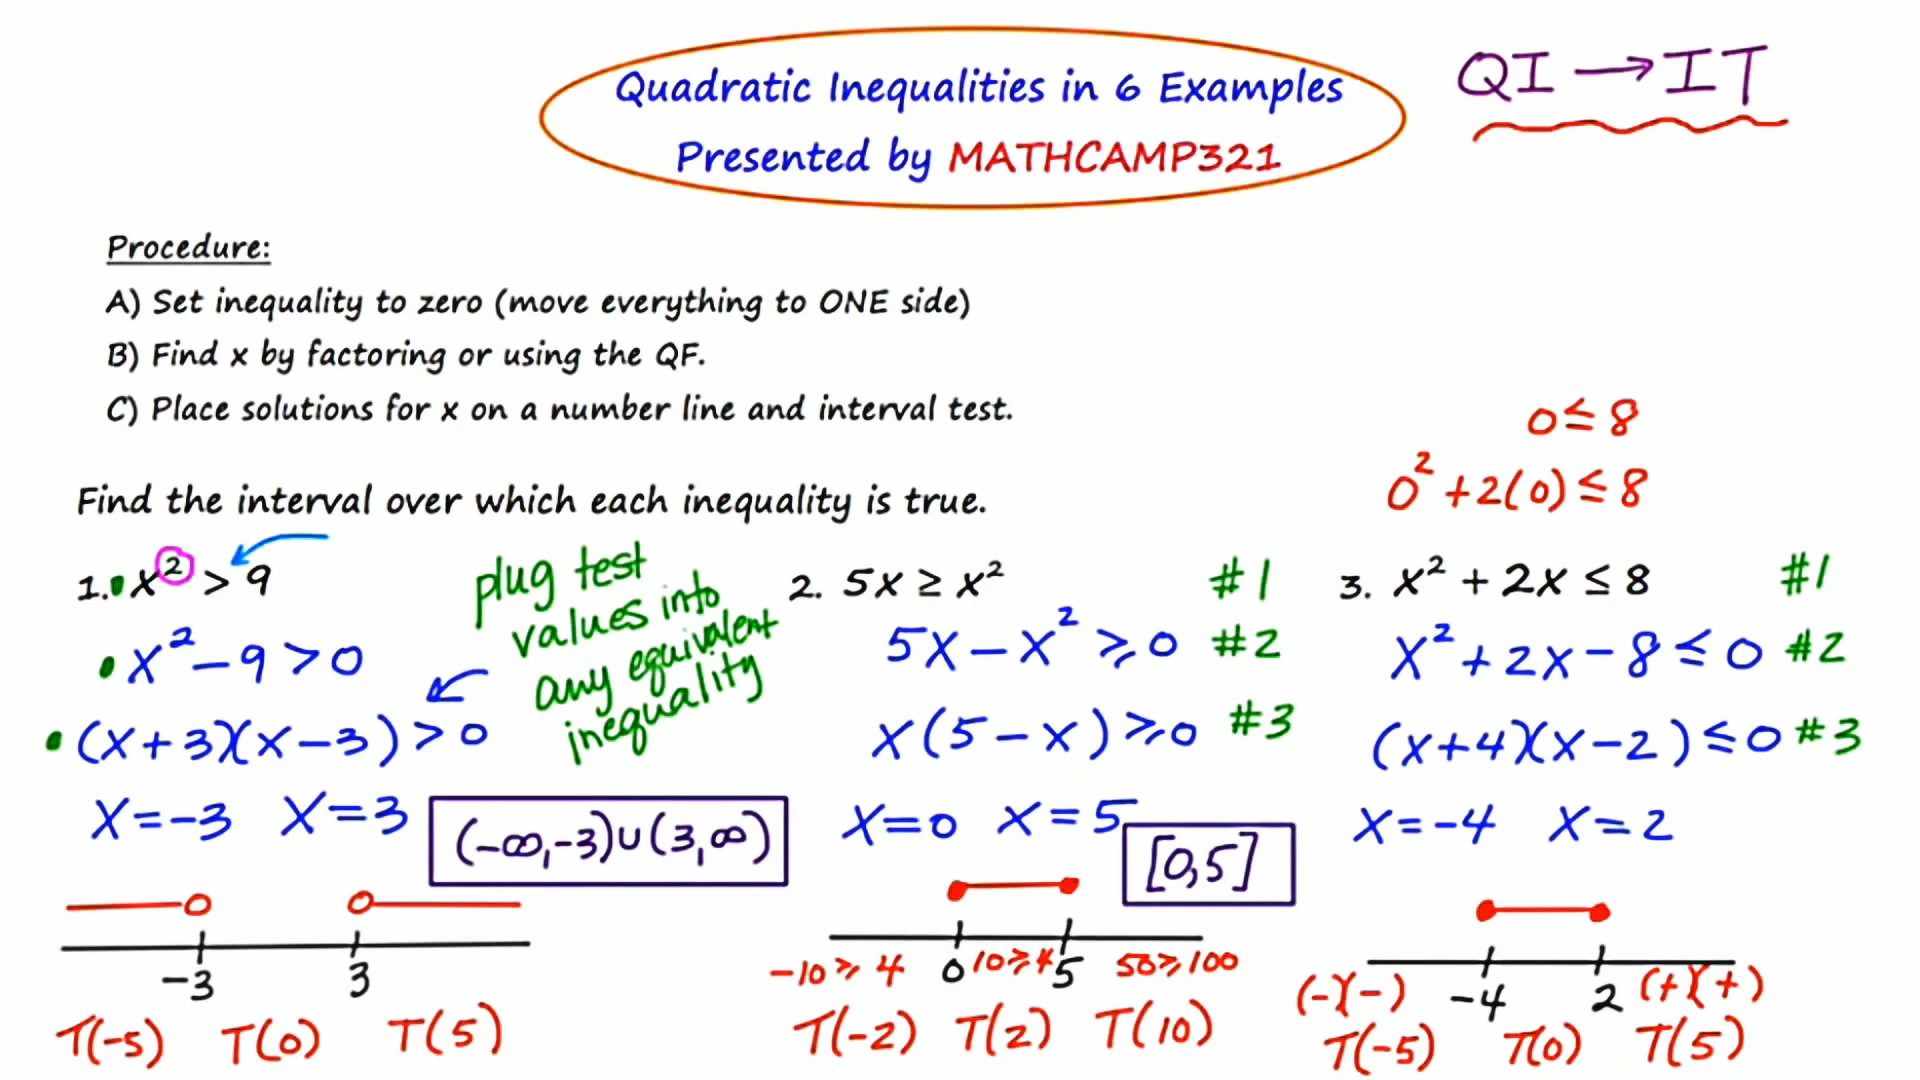 Quadratic Inequalities in 6 Examples
Presented by MATHCAMP321
QI → IT
Procedure:
A) Set inequality to zero (move everything to ONE side)
B) Find x by factoring or using the QF.
C) Place solutions for x on a number line and interval test.
Find the interval over which each inequality is true.
1. x² > 9
x² - 9 > 0
(x+3)(x-3) > 0
x = -3 x = 3
(-∞,-3)∪(3,∞)
-3 3
T(-5) T(0) T(5)
plug test
values into
any equivalent
inequality
2. 5x ≥ x² #1
5x - x² ≥ 0 #2
x(5 - x) ≥ 0 #3
x = 0 x = 5
[0,5]
-10 ≥ 4 0 10 ≥ 4 5 50 ≥ 100
T(-2) T(2) T(10)
0 ≤ 8
0² + 2(0) ≤ 8
3. x² + 2x ≤ 8 #1
x² + 2x - 8 ≤ 0 #2
(x+4)(x-2) ≤ 0 #3
x = -4 x = 2
(-)(-) -4 2 (+)(+)
T(-5) T(0) T(5)